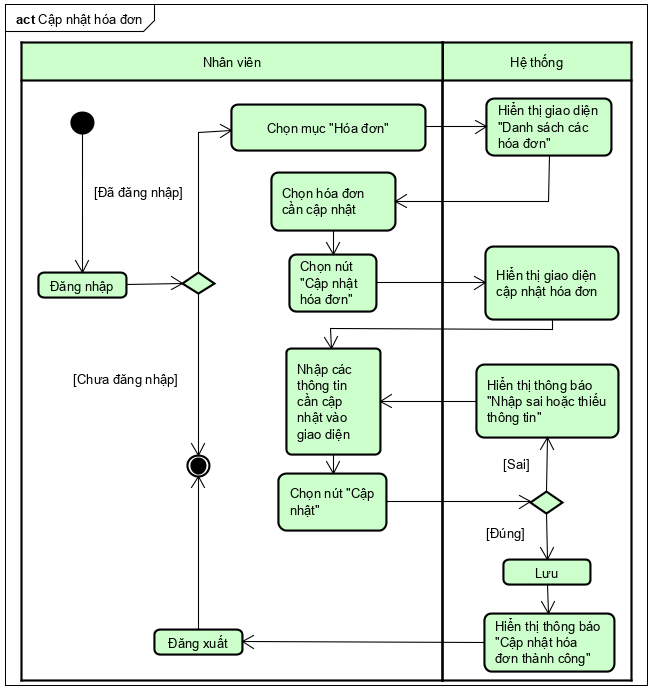 act Cập nhật hóa đơn
Nhân viên
Hệ thống
Chọn mục "Hóa đơn"
Hiển thị giao diện
"Danh sách các
hóa đơn"
[Đã đăng nhập]
Chọn hóa đơn
cần cập nhật
Đăng nhập
Chọn nút
"Cập nhật
hóa đơn"
Hiển thị giao diện
cập nhật hóa đơn
[Chưa đăng nhập]
Nhập các
thông tin
cần cập
nhật vào
giao diện
Hiển thị thông báo
"Nhập sai hoặc thiếu
thông tin"
[Sai]
Chọn nút "Cập
nhật"
[Đúng]
Lưu
Hiển thị thông báo
"Cập nhật hóa
đơn thành công"
Đăng xuất